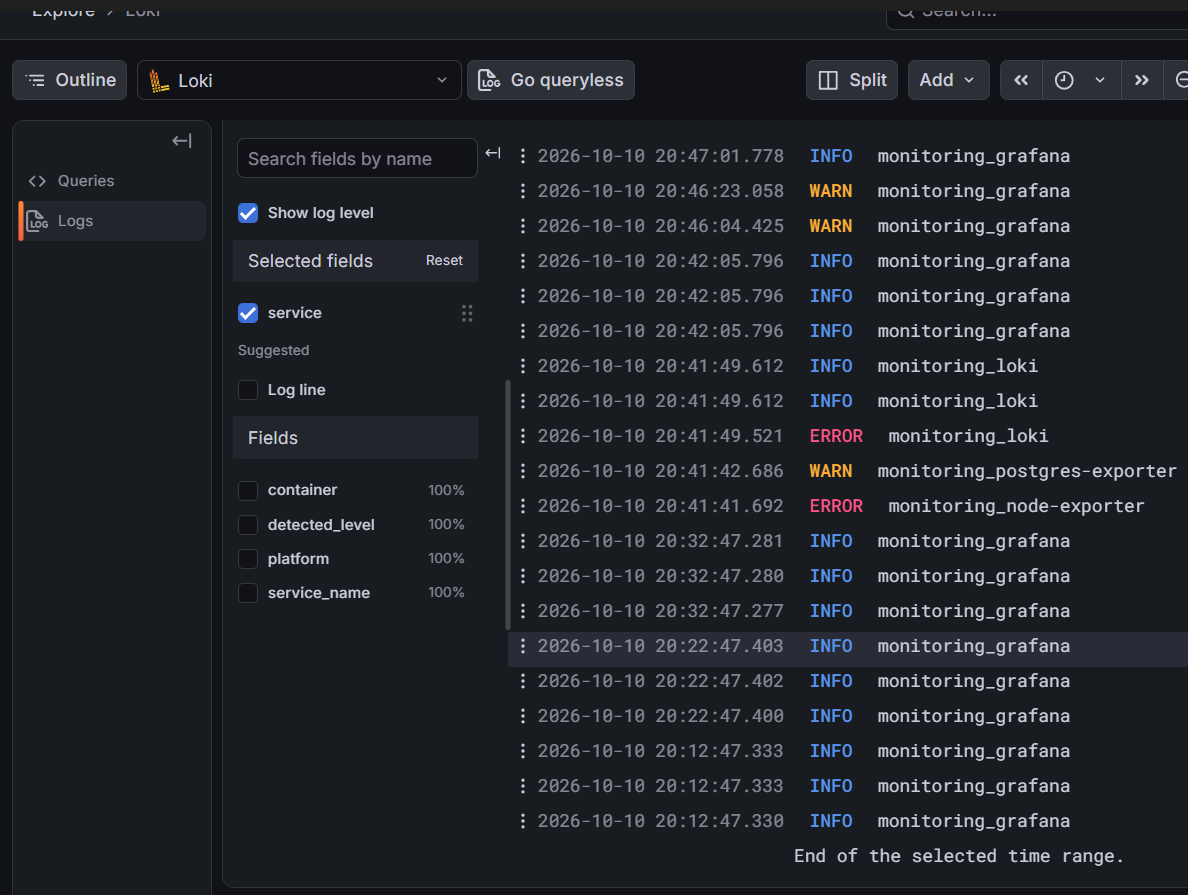 Explore > Loki
Search...
Outline
Loki
Go queryless
Split
Add
Queries
Logs
Search fields by name
Show log level
Selected fields Reset
service
Suggested
Log line
Fields
container 100%
detected_level 100%
platform 100%
service_name 100%
2026-10-10 20:47:01.778 INFO monitoring_grafana
2026-10-10 20:46:23.058 WARN monitoring_grafana
2026-10-10 20:46:04.425 WARN monitoring_grafana
2026-10-10 20:42:05.796 INFO monitoring_grafana
2026-10-10 20:42:05.796 INFO monitoring_grafana
2026-10-10 20:42:05.796 INFO monitoring_grafana
2026-10-10 20:41:49.612 INFO monitoring_loki
2026-10-10 20:41:49.612 INFO monitoring_loki
2026-10-10 20:41:49.521 ERROR monitoring_loki
2026-10-10 20:41:42.686 WARN monitoring_postgres-exporter
2026-10-10 20:41:41.692 ERROR monitoring_node-exporter
2026-10-10 20:32:47.281 INFO monitoring_grafana
2026-10-10 20:32:47.280 INFO monitoring_grafana
2026-10-10 20:32:47.277 INFO monitoring_grafana
2026-10-10 20:22:47.403 INFO monitoring_grafana
2026-10-10 20:22:47.402 INFO monitoring_grafana
2026-10-10 20:22:47.400 INFO monitoring_grafana
2026-10-10 20:12:47.333 INFO monitoring_grafana
2026-10-10 20:12:47.333 INFO monitoring_grafana
2026-10-10 20:12:47.330 INFO monitoring_grafana
End of the selected time range.